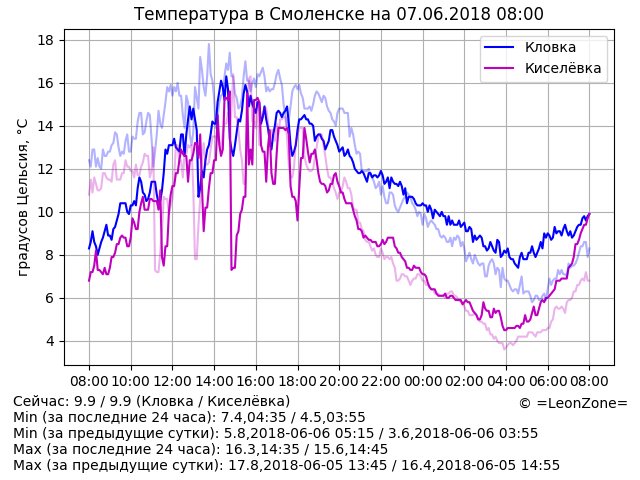 Температура в Смоленске на 07.06.2018 08:00
градусов Цельсия, °C
18
16
14
12
10
8
6
4
Кловка
Киселёвка
08:00 10:00 12:00 14:00 16:00 18:00 20:00 22:00 00:00 02:00 04:00 06:00 08:00
Сейчас: 9.9 / 9.9 (Кловка / Киселёвка)
© =LeonZone=
Min (за последние 24 часа): 7.4,04:35 / 4.5,03:55
Min (за предыдущие сутки): 5.8,2018-06-06 05:15 / 3.6,2018-06-06 03:55
Max (за последние 24 часа): 16.3,14:35 / 15.6,14:45
Max (за предыдущие сутки): 17.8,2018-06-05 13:45 / 16.4,2018-06-05 14:55